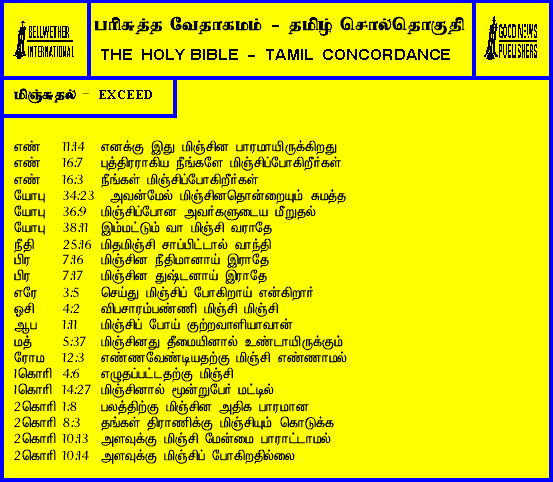 BELLWETHER
INTERNATIONAL
பரிசுத்த வேதாகமம் - தமிழ் சொல்தொகுதி
THE HOLY BIBLE - TAMIL CONCORDANCE
GOOD NEWS
PUBLISHERS
மிஞ்சுதல் - EXCEED
எண் 11:14 எனக்கு இது மிஞ்சின பாரமாயிருக்கிறது
எண் 16:7 புத்திரராகிய நீங்களே மிஞ்சிப்போகிறீர்கள்
எண் 16:3 நீங்கள் மிஞ்சிப்போகிறீர்கள்
யோபு 34:23 அவன்மேல் மிஞ்சினதொன்றையும் சுமத்த
யோபு 36:9 மிஞ்சிப்போன அவர்களுடைய மீறுதல்
யோபு 38:11 இம்மட்டும் வா மிஞ்சி வராதே
நீதி 25:16 மிதமிஞ்சி சாப்பிட்டால் வாந்தி
பிர 7:16 மிஞ்சின நீதிமானாய் இராதே
பிர 7:17 மிஞ்சின துஷ்டனாய் இராதே
எரே 3:5 செய்து மிஞ்சிப் போகிறாய் என்கிறார்
ஓசி 4:2 விபசாரம்பண்ணி மிஞ்சி மிஞ்சி
ஆப 1:11 மிஞ்சிப் போய் குற்றவாளியாவான்
மத் 5:37 மிஞ்சினது தீமையினால் உண்டாயிருக்கும்
ரோம 12:3 எண்ணவேண்டியதற்கு மிஞ்சி எண்ணாமல்
1கொரி 4:6 எழுதப்பட்டதற்கு மிஞ்சி
1கொரி 14:27 மிஞ்சினால் மூன்றுபேர் மட்டில்
2கொரி 1:8 பலத்திற்கு மிஞ்சின அதிக பாரமான
2கொரி 8:3 தங்கள் திராணிக்கு மிஞ்சியும் கொடுக்க
2கொரி 10:13 அளவுக்கு மிஞ்சி மேன்மை பாராட்டாமல்
2கொரி 10:14 அளவுக்கு மிஞ்சிப் போகிறதில்லை